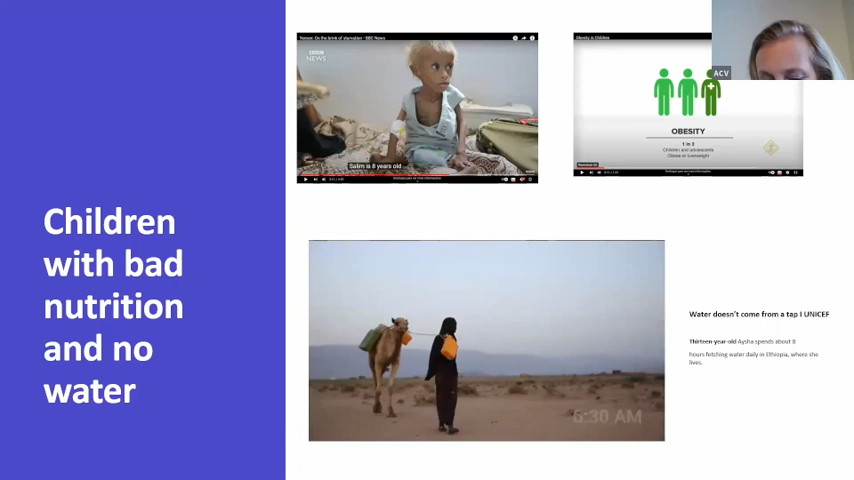 Children
with bad
nutrition
and no
water
Yemen: On the brink of starvation - BBC News
BBC
NEWS
Salim is 8 years old
Obesity in Children
ACV
OBESITY
1 in 3
Children and adolescents
Obese or overweight
6:30 AM
Water doesn't come from a tap I UNICEF
Thirteen-year-old Aysha spends about 8
hours fetching water daily in Ethiopia, where she
lives.